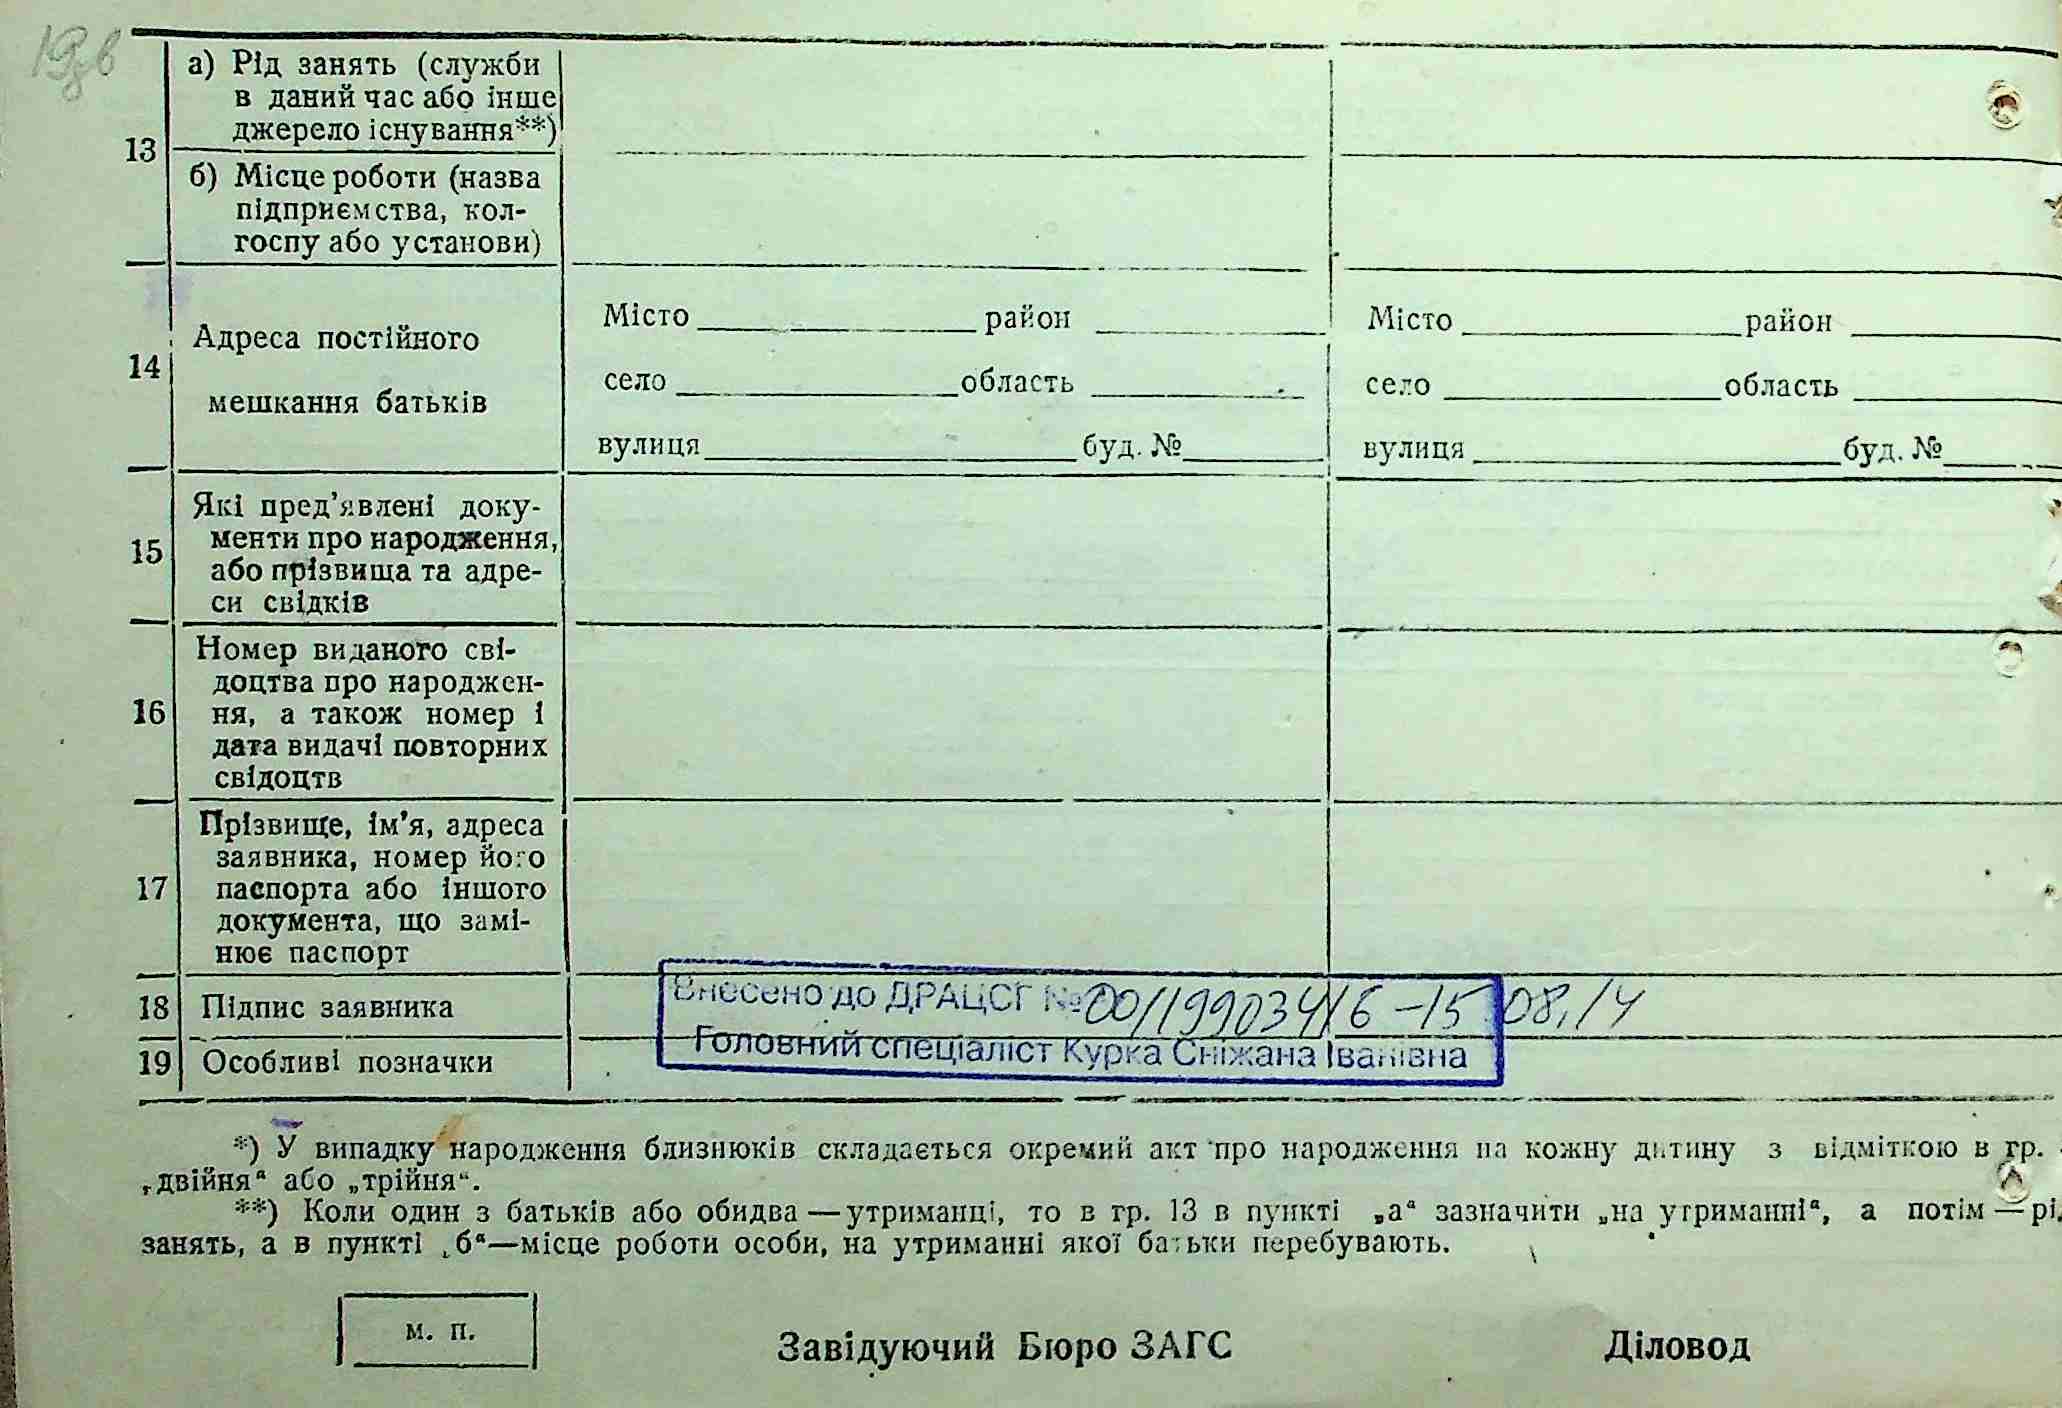 19зв
13
а) Рід занять (служби
в даний час або інше
джерело існування**)
б) Місце роботи (назва
підприємства, кол-
госпу або установи)
14
Адреса постійного
мешкання батьків
Місто район
село область
вулиця буд. №
Місто район
село область
вулиця буд. №
15
Які пред’явлені доку-
менти про народження,
або прізвища та адре-
си свідків
16
Номер виданого сві-
доцтва про народжен-
ня, а також номер і
дата видачі повторних
свідоцтв
17
Прізвище, ім’я, адреса
заявника, номер його
паспорта або іншого
документа, що замі-
нює паспорт
18 Підпис заявника
19 Особливі позначки
Внесено до ДРАЦСГ № 00/19903416-15.08.14
Головний спеціаліст Курка Сніжана Іванівна
*) У випадку народження близнюків складається окремий акт про народження на кожну дитину з відміткою в гр.
„двійня“ або „трійня“.
**) Коли один з батьків або обидва — утриманці, то в гр. 13 в пункті „а“ зазначити „на утриманні“, а потім — рі
занять, а в пункті „б“—місце роботи особи, на утриманні якої батьки перебувають.
м. п.
Завідуючий Бюро ЗАГС
Діловод